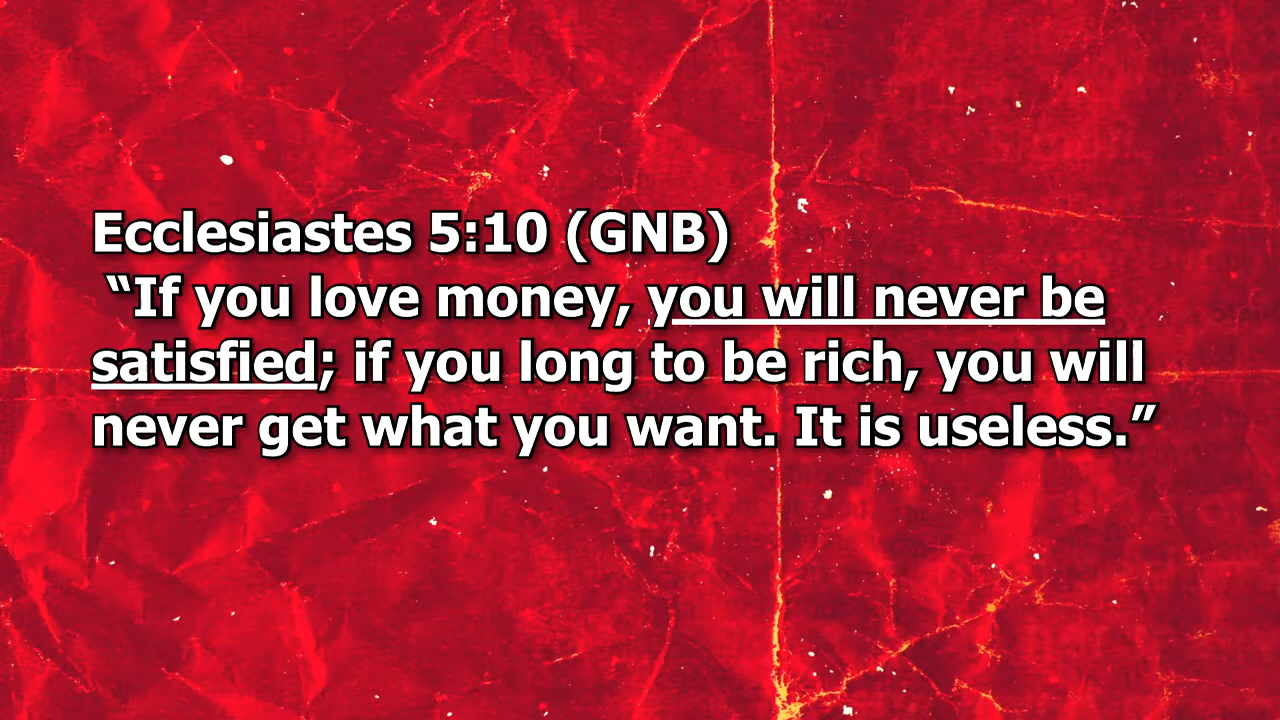 Ecclesiastes 5:10 (GNB)
“If you love money, you will never be
satisfied; if you long to be rich, you will
never get what you want. It is useless.”